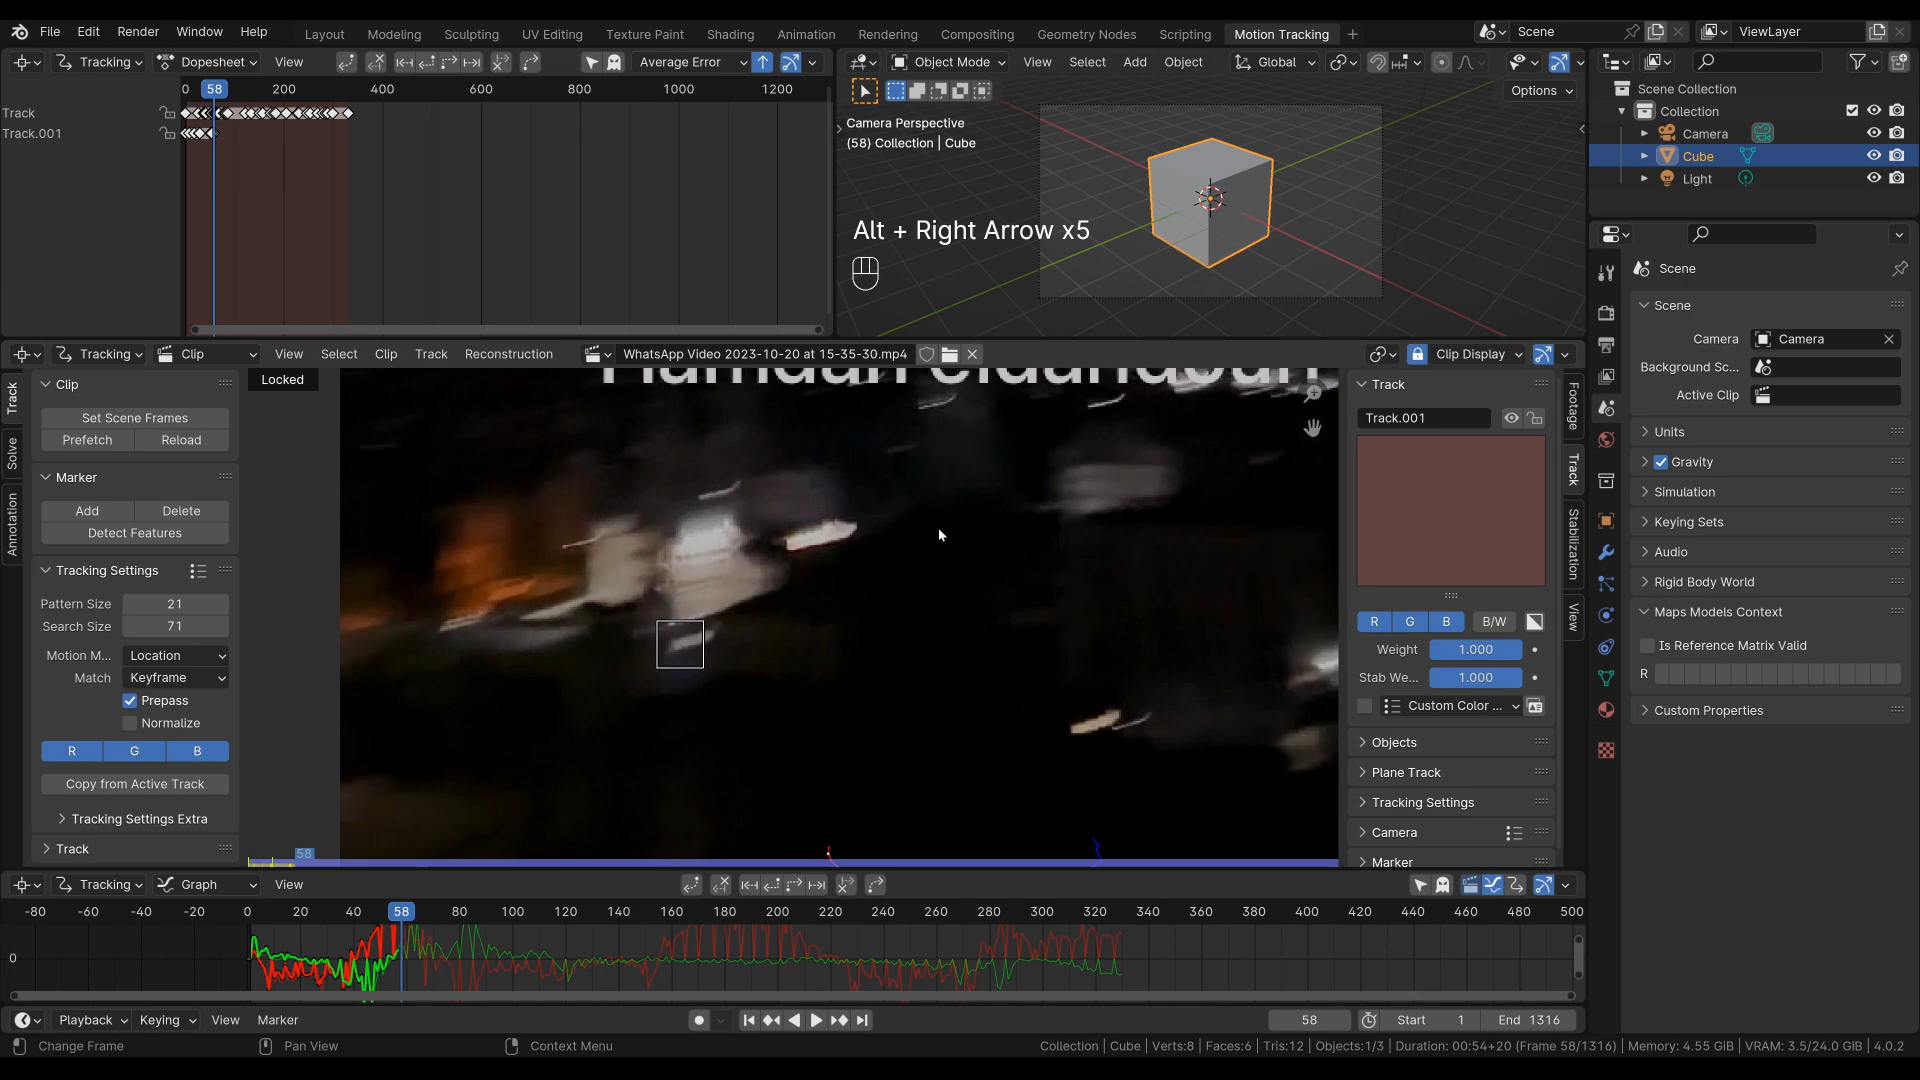 File Edit Render Window Help Layout Modeling Sculpting UV Editing Texture Paint Shading Animation Rendering Compositing Geometry Nodes Scripting Motion Tracking + Scene ViewLayer
Tracking Dopesheet View Average Error Object Mode View Select Add Object Global
0 58 200 400 600 800 1000 1200 Options
Track
Track.001
Camera Perspective
(58) Collection | Cube
Alt + Right Arrow x5
Scene Collection
Collection
Camera
Cube
Light
Scene
Scene
Camera Camera
Background Sc...
Active Clip
Units
Gravity
Simulation
Keying Sets
Audio
Rigid Body World
Maps Models Context
Is Reference Matrix Valid
R
Custom Properties
Tracking Clip View Select Clip Track Reconstruction WhatsApp Video 2023-10-20 at 15-35-30.mp4 Clip Display
Track
Solve
Annotation
Clip
Set Scene Frames
Prefetch Reload
Marker
Add Delete
Detect Features
Tracking Settings
Pattern Size 21
Search Size 71
Motion M... Location
Match Keyframe
Prepass
Normalize
R G B
Copy from Active Track
Tracking Settings Extra
Track
Locked
58
Track
Track.001
R G B B/W
Weight 1.000
Stab We... 1.000
Custom Color ...
Objects
Plane Track
Tracking Settings
Camera
Marker
Footage
Track
Stabilization
View
Tracking Graph View
-80 -60 -40 -20 0 20 40 58 80 100 120 140 160 180 200 220 240 260 280 300 320 340 360 380 400 420 440 460 480 500
0
Playback Keying View Marker 58 Start 1 End 1316
Change Frame Pan View Context Menu Collection | Cube | Verts:8 | Faces:6 | Tris:12 | Objects:1/3 | Duration: 00:54+20 (Frame 58/1316) | Memory: 4.55 GiB | VRAM: 3.5/24.0 GiB | 4.0.2